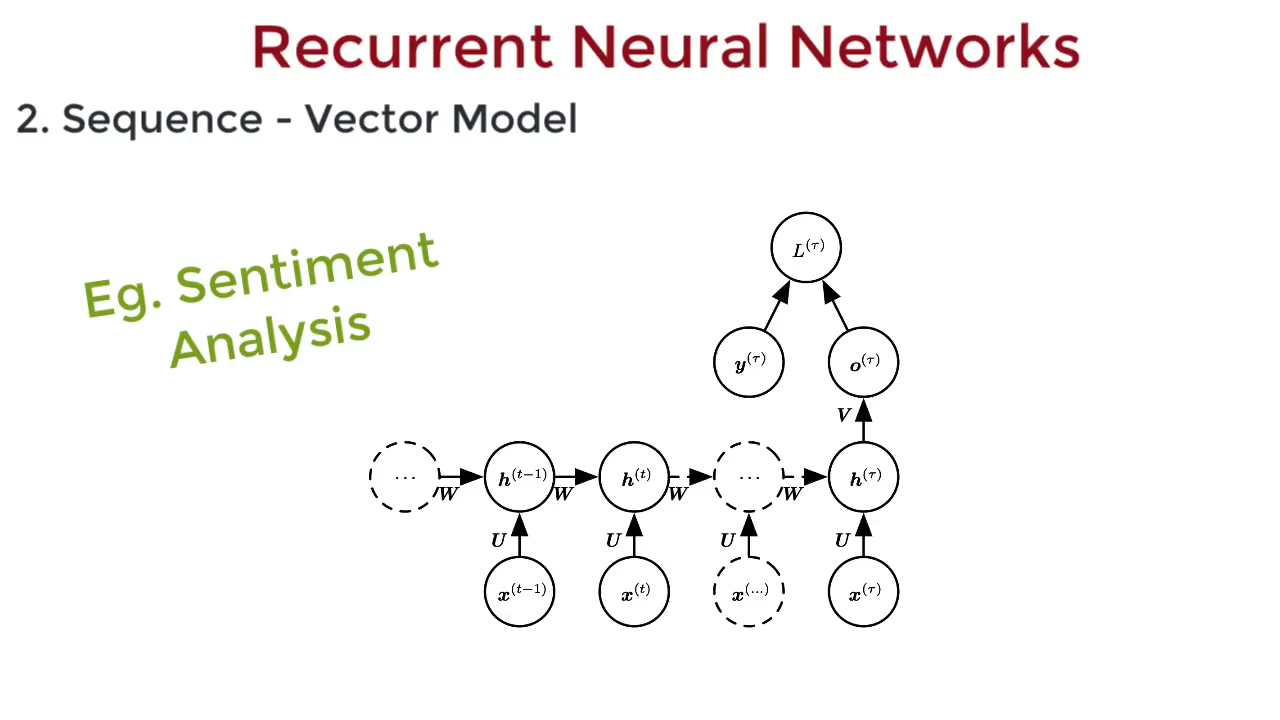 Recurrent Neural Networks
2. Sequence - Vector Model
Eg. Sentiment
Analysis
L^(τ)
y^(τ) o^(τ)
V
... h^(t−1) h^(t) ... h^(τ)
W W W W
U U U U
x^(t−1) x^(t) x^(...) x^(τ)